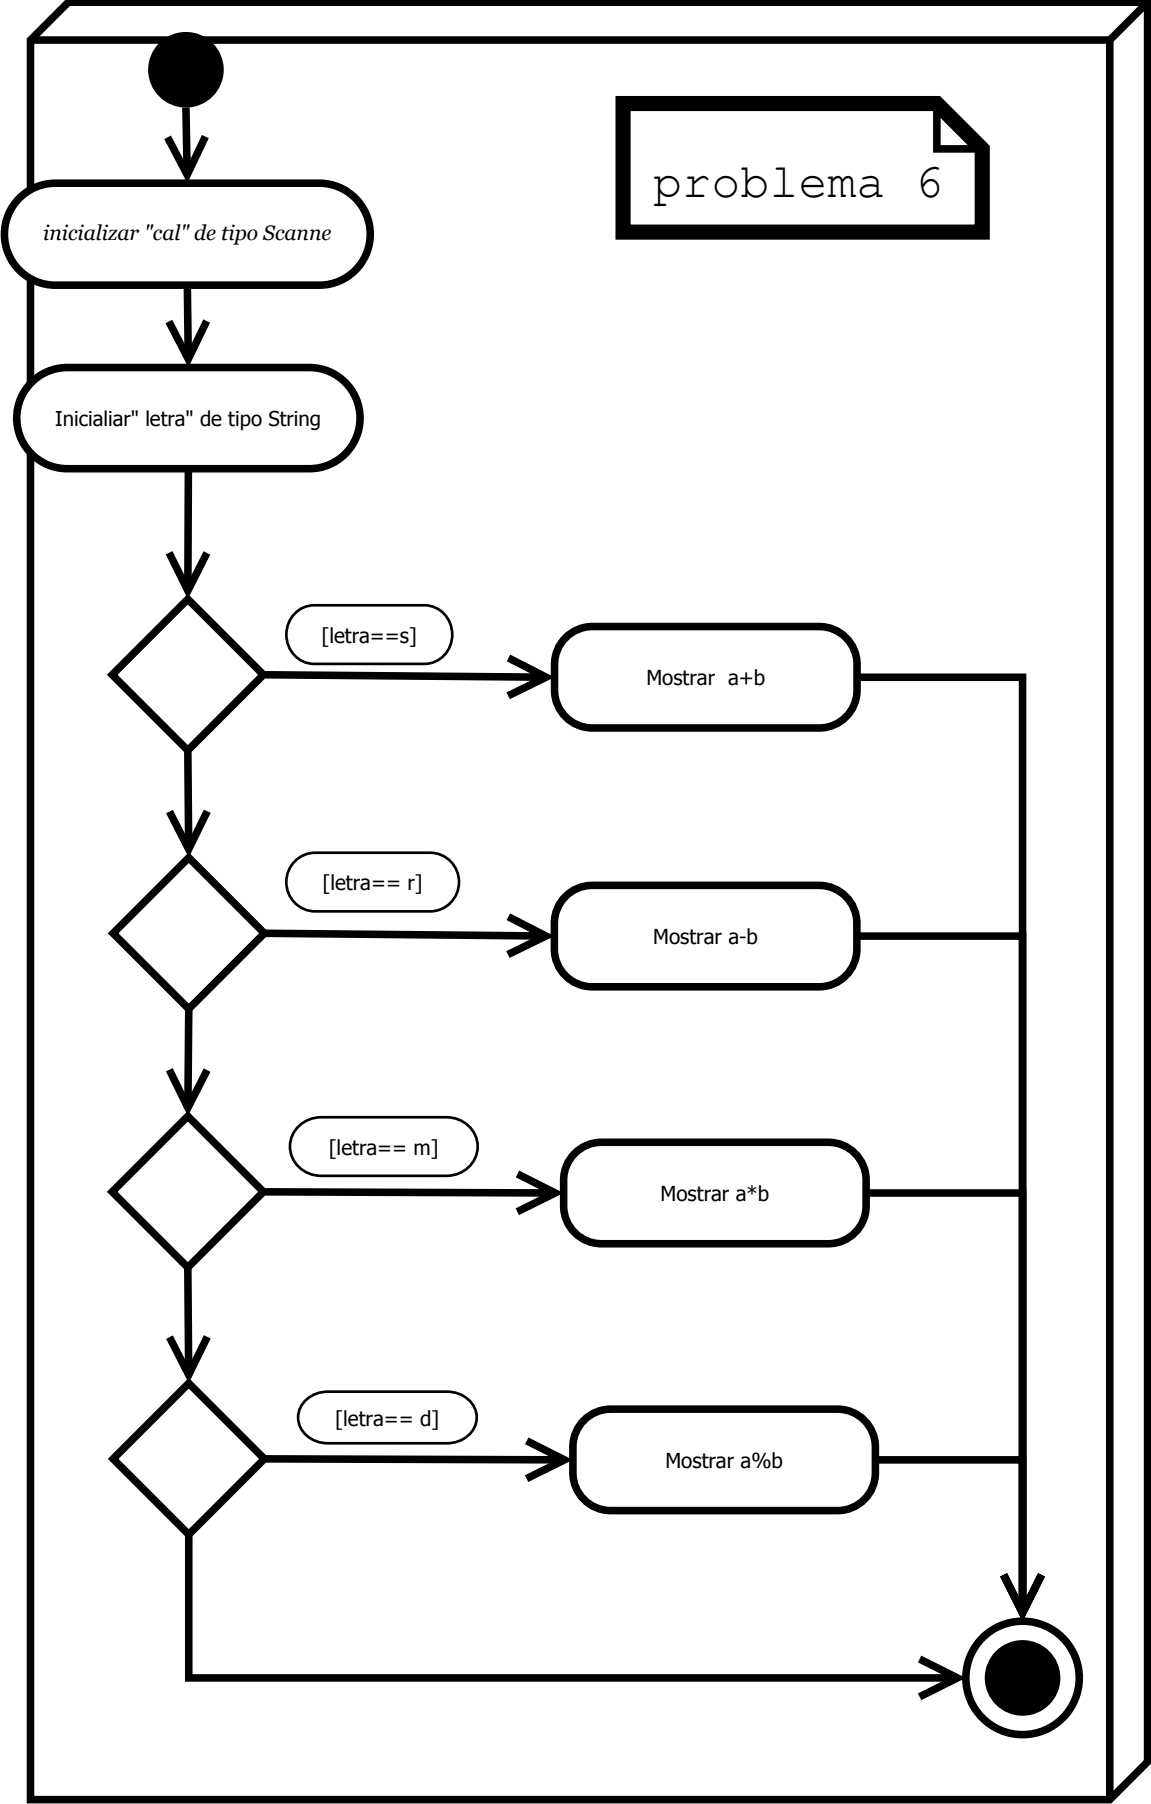 problema 6
inicializar "cal" de tipo Scanne
Inicialiar" letra" de tipo String
[letra==s]
Mostrar  a+b
[letra== r]
Mostrar a-b
[letra== m]
Mostrar a*b
[letra== d]
Mostrar a%b